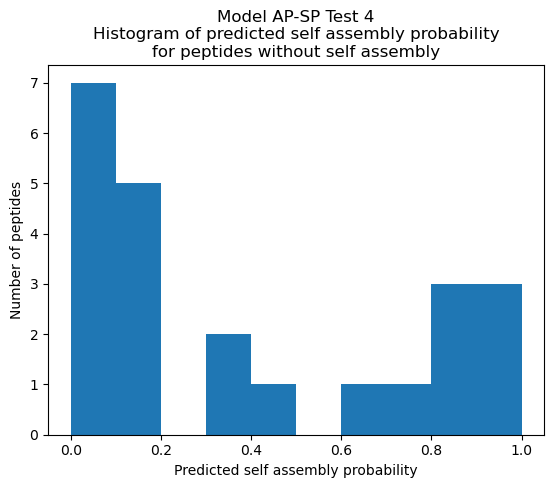 Model AP-SP Test 4
Histogram of predicted self assembly probability
for peptides without self assembly
7
6
5
4
3
2
1
0
Number of peptides
0.0 0.2 0.4 0.6 0.8 1.0
Predicted self assembly probability